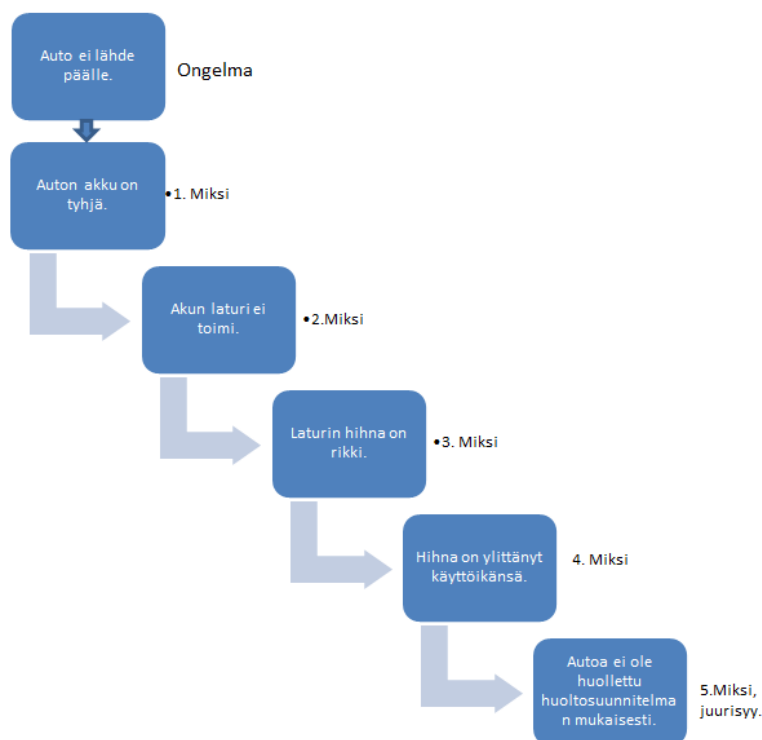 Auto ei lähde
päälle.
Ongelma
Auton akku on
tyhjä.
•1. Miksi
Akun laturi ei
toimi.
•2.Miksi
Laturin hihna on
rikki.
•3. Miksi
Hihna on ylittänyt
käyttöikänsä.
4. Miksi
Autoa ei ole
huollettu
huoltosuunnitelma
n mukaisesti.
5.Miksi,
juurisyy.